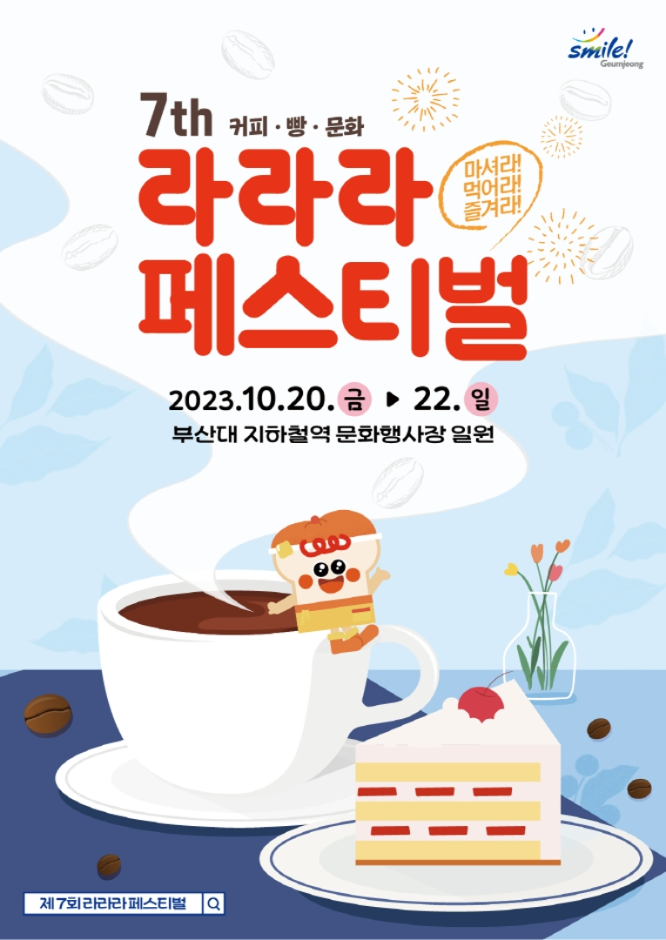 smile!
Geumjeong
7th 커피·빵·문화
라라라
마셔라!
먹어라!
즐겨라!
페스티벌
2023.10.20.금 ▶ 22.일
부산대 지하철역 문화행사장 일원
제7회 라라라 페스티벌